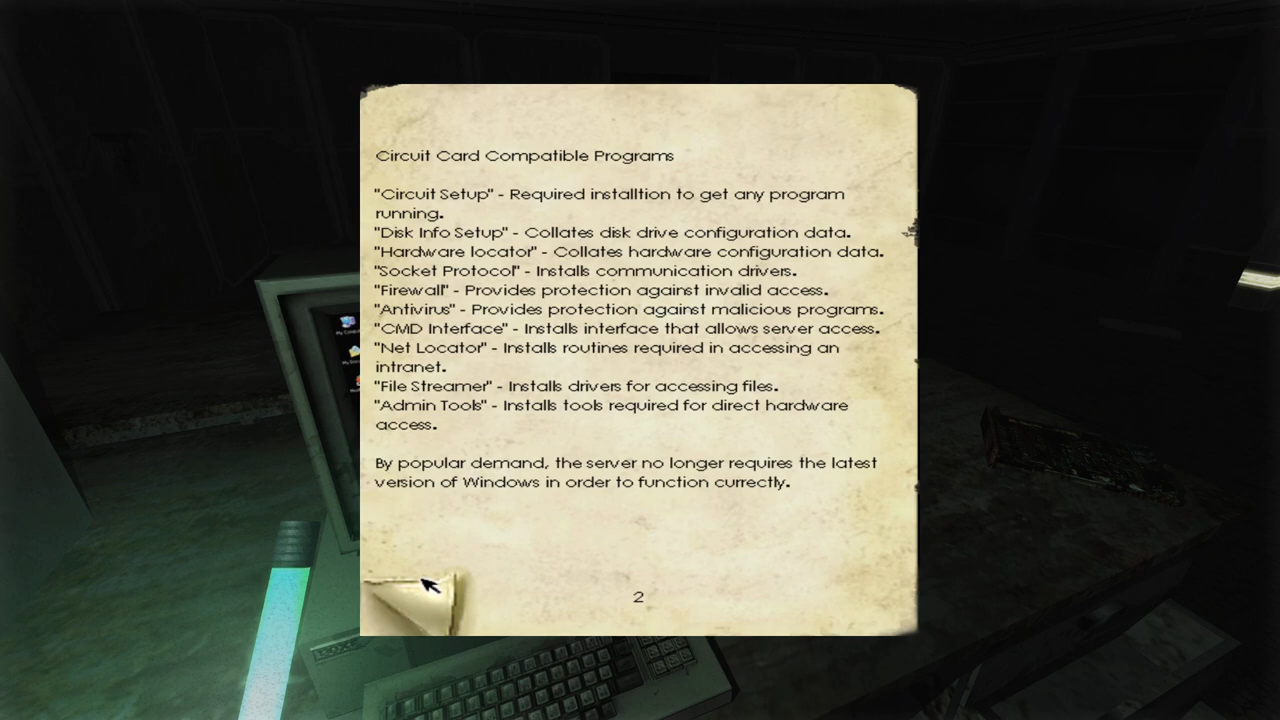 Circuit Card Compatible Programs
"Circuit Setup" - Required installtion to get any program
running.
"Disk Info Setup" - Collates disk drive configuration data.
"Hardware locator" - Collates hardware configuration data.
"Socket Protocol" - Installs communication drivers.
"Firewall" - Provides protection against invalid access.
"Antivirus" - Provides protection against malicious programs.
"CMD Interface" - Installs interface that allows server access.
"Net Locator" - Installs routines required in accessing an
intranet.
"File Streamer" - Installs drivers for accessing files.
"Admin Tools" - Installs tools required for direct hardware
access.
By popular demand, the server no longer requires the latest
version of Windows in order to function currectly.
2